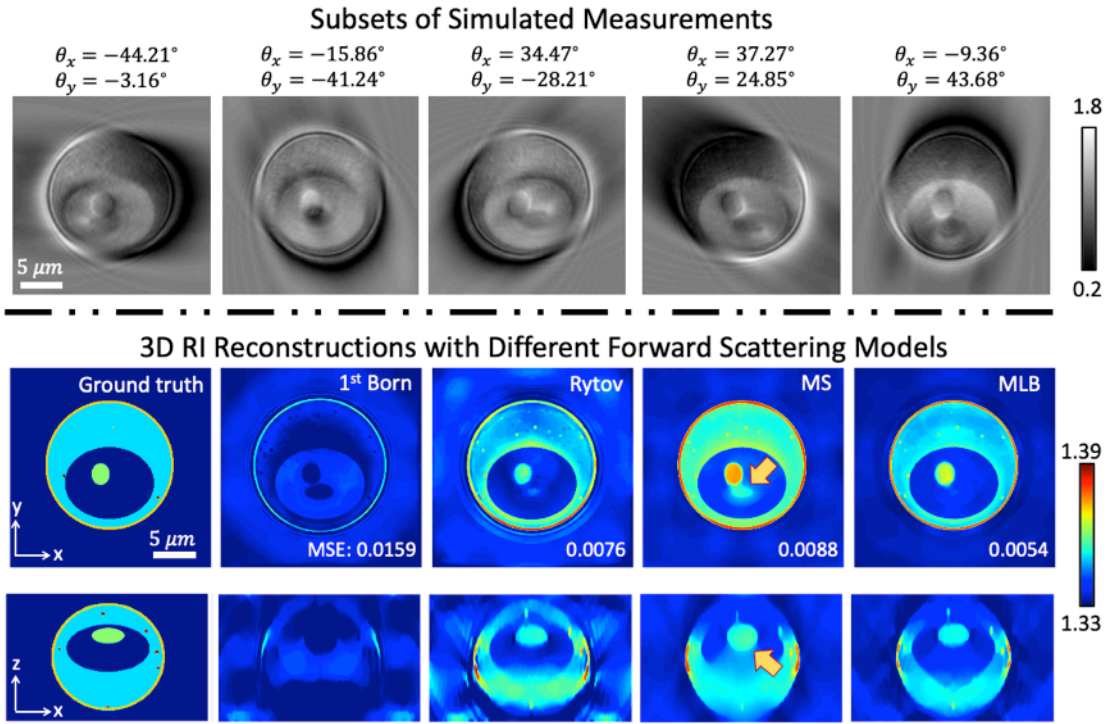 Subsets of Simulated Measurements
θx = −44.21° θx = −15.86° θx = 34.47° θx = 37.27° θx = −9.36°
θy = −3.16° θy = −41.24° θy = −28.21° θy = 24.85° θy = 43.68°
1.8
5 μm
0.2
3D RI Reconstructions with Different Forward Scattering Models
Ground truth 1st Born Rytov MS MLB
1.39
y
x
5 μm
MSE: 0.0159 0.0076 0.0088 0.0054
1.33
z
x